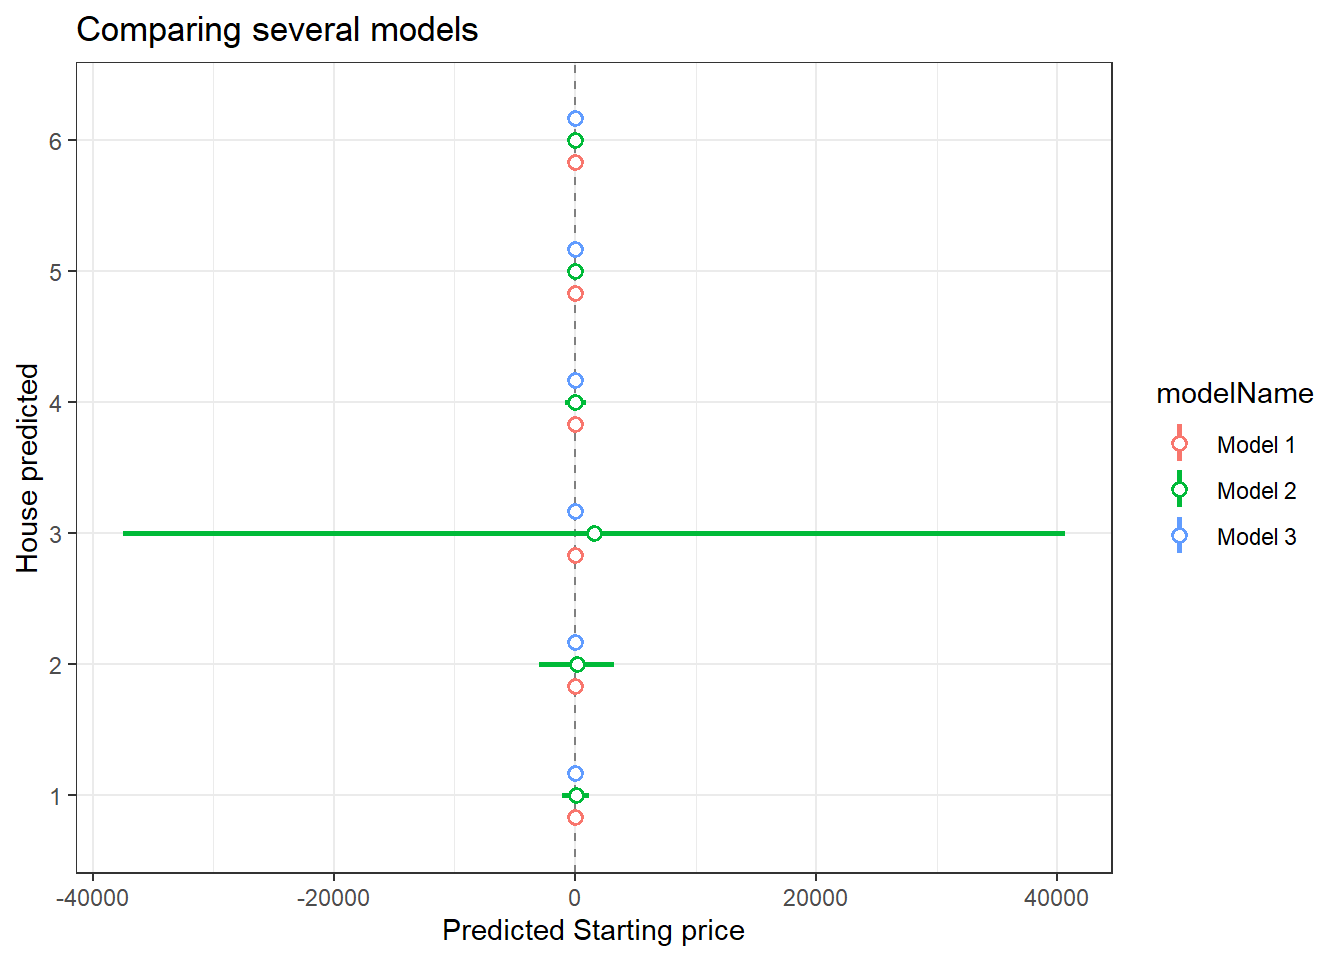 Comparing several models
6
5
4
3
2
1
House predicted
-40000
-20000
0
20000
40000
Predicted Starting price
modelName
Model 1
Model 2
Model 3